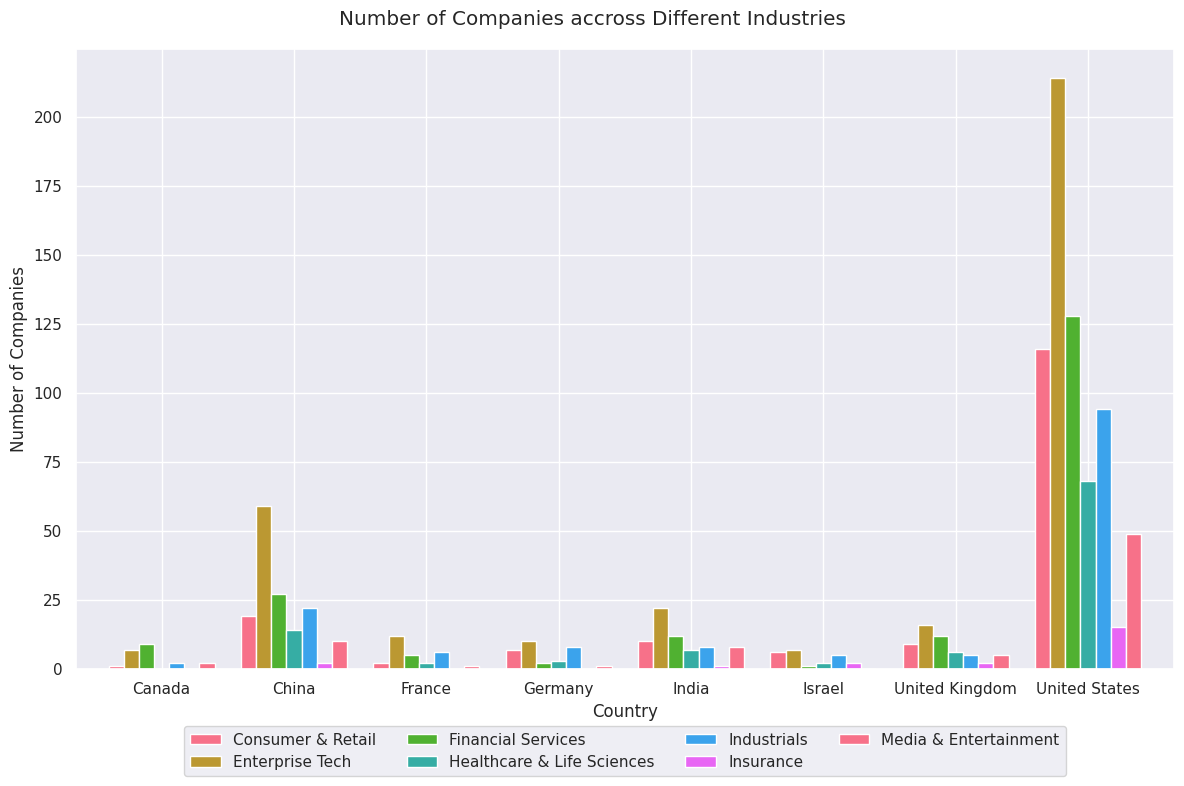 Number of Companies accross Different Industries
200
175
150
125
100
75
50
25
0
Number of Companies
Canada China France Germany India Israel United Kingdom United States
Country
Consumer & Retail Financial Services Industrials Media & Entertainment
Enterprise Tech Healthcare & Life Sciences Insurance